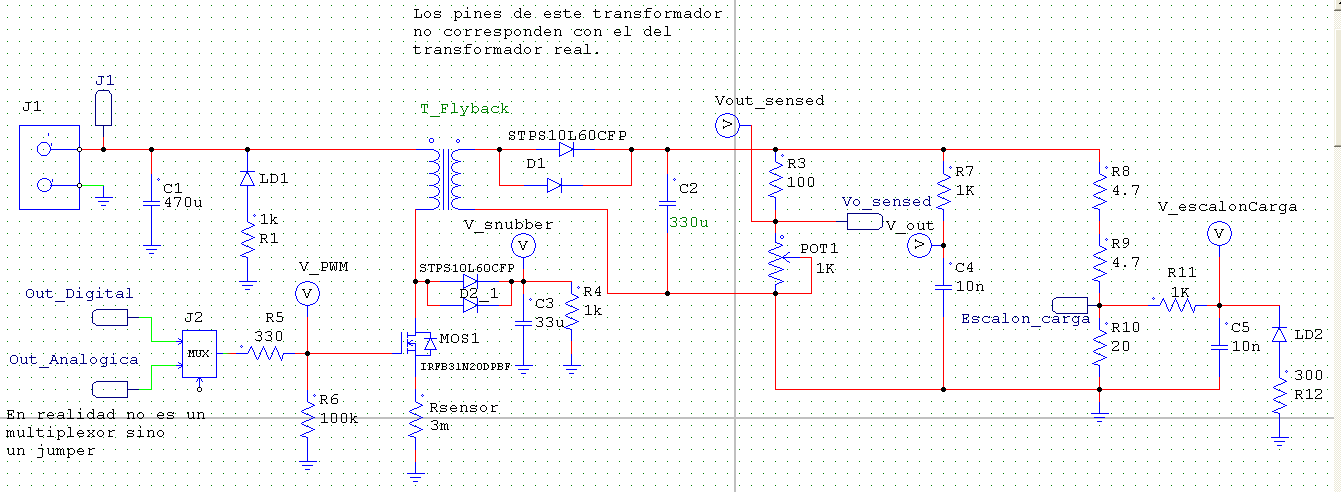 Los pines de este transformador
no corresponden con el del
transformador real.
J1
J1
T_Flyback
Vout_sensed
V
STPS10L60CFP
D1
LD1
C1
470u
1k
R1
C2
330u
R3
100
Vo_sensed
V_out
V
POT1
1K
R7
1K
C4
10n
R8
4.7
R9
4.7
V_escalonCarga
V
R11
1K
Escalon_carga
R10
20
C5
10n
LD2
300
R12
V_snubber
V
STPS10L60CFP
D2_1
C3
33u
R4
1k
V_PWM
V
Out_Digital
J2
MUX
R5
330
Out_Analogica
MOS1
IRFB31N20DPBF
R6
100k
Rsensor
3m
En realidad no es un
multiplexor sino
un jumper